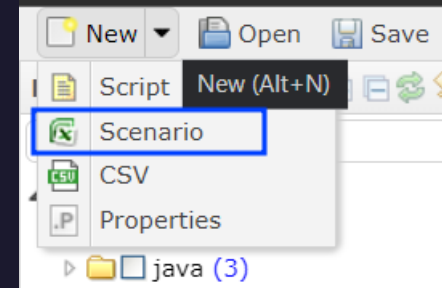 New Open Save
Script New (Alt+N)
Scenario
CSV
Properties
java (3)